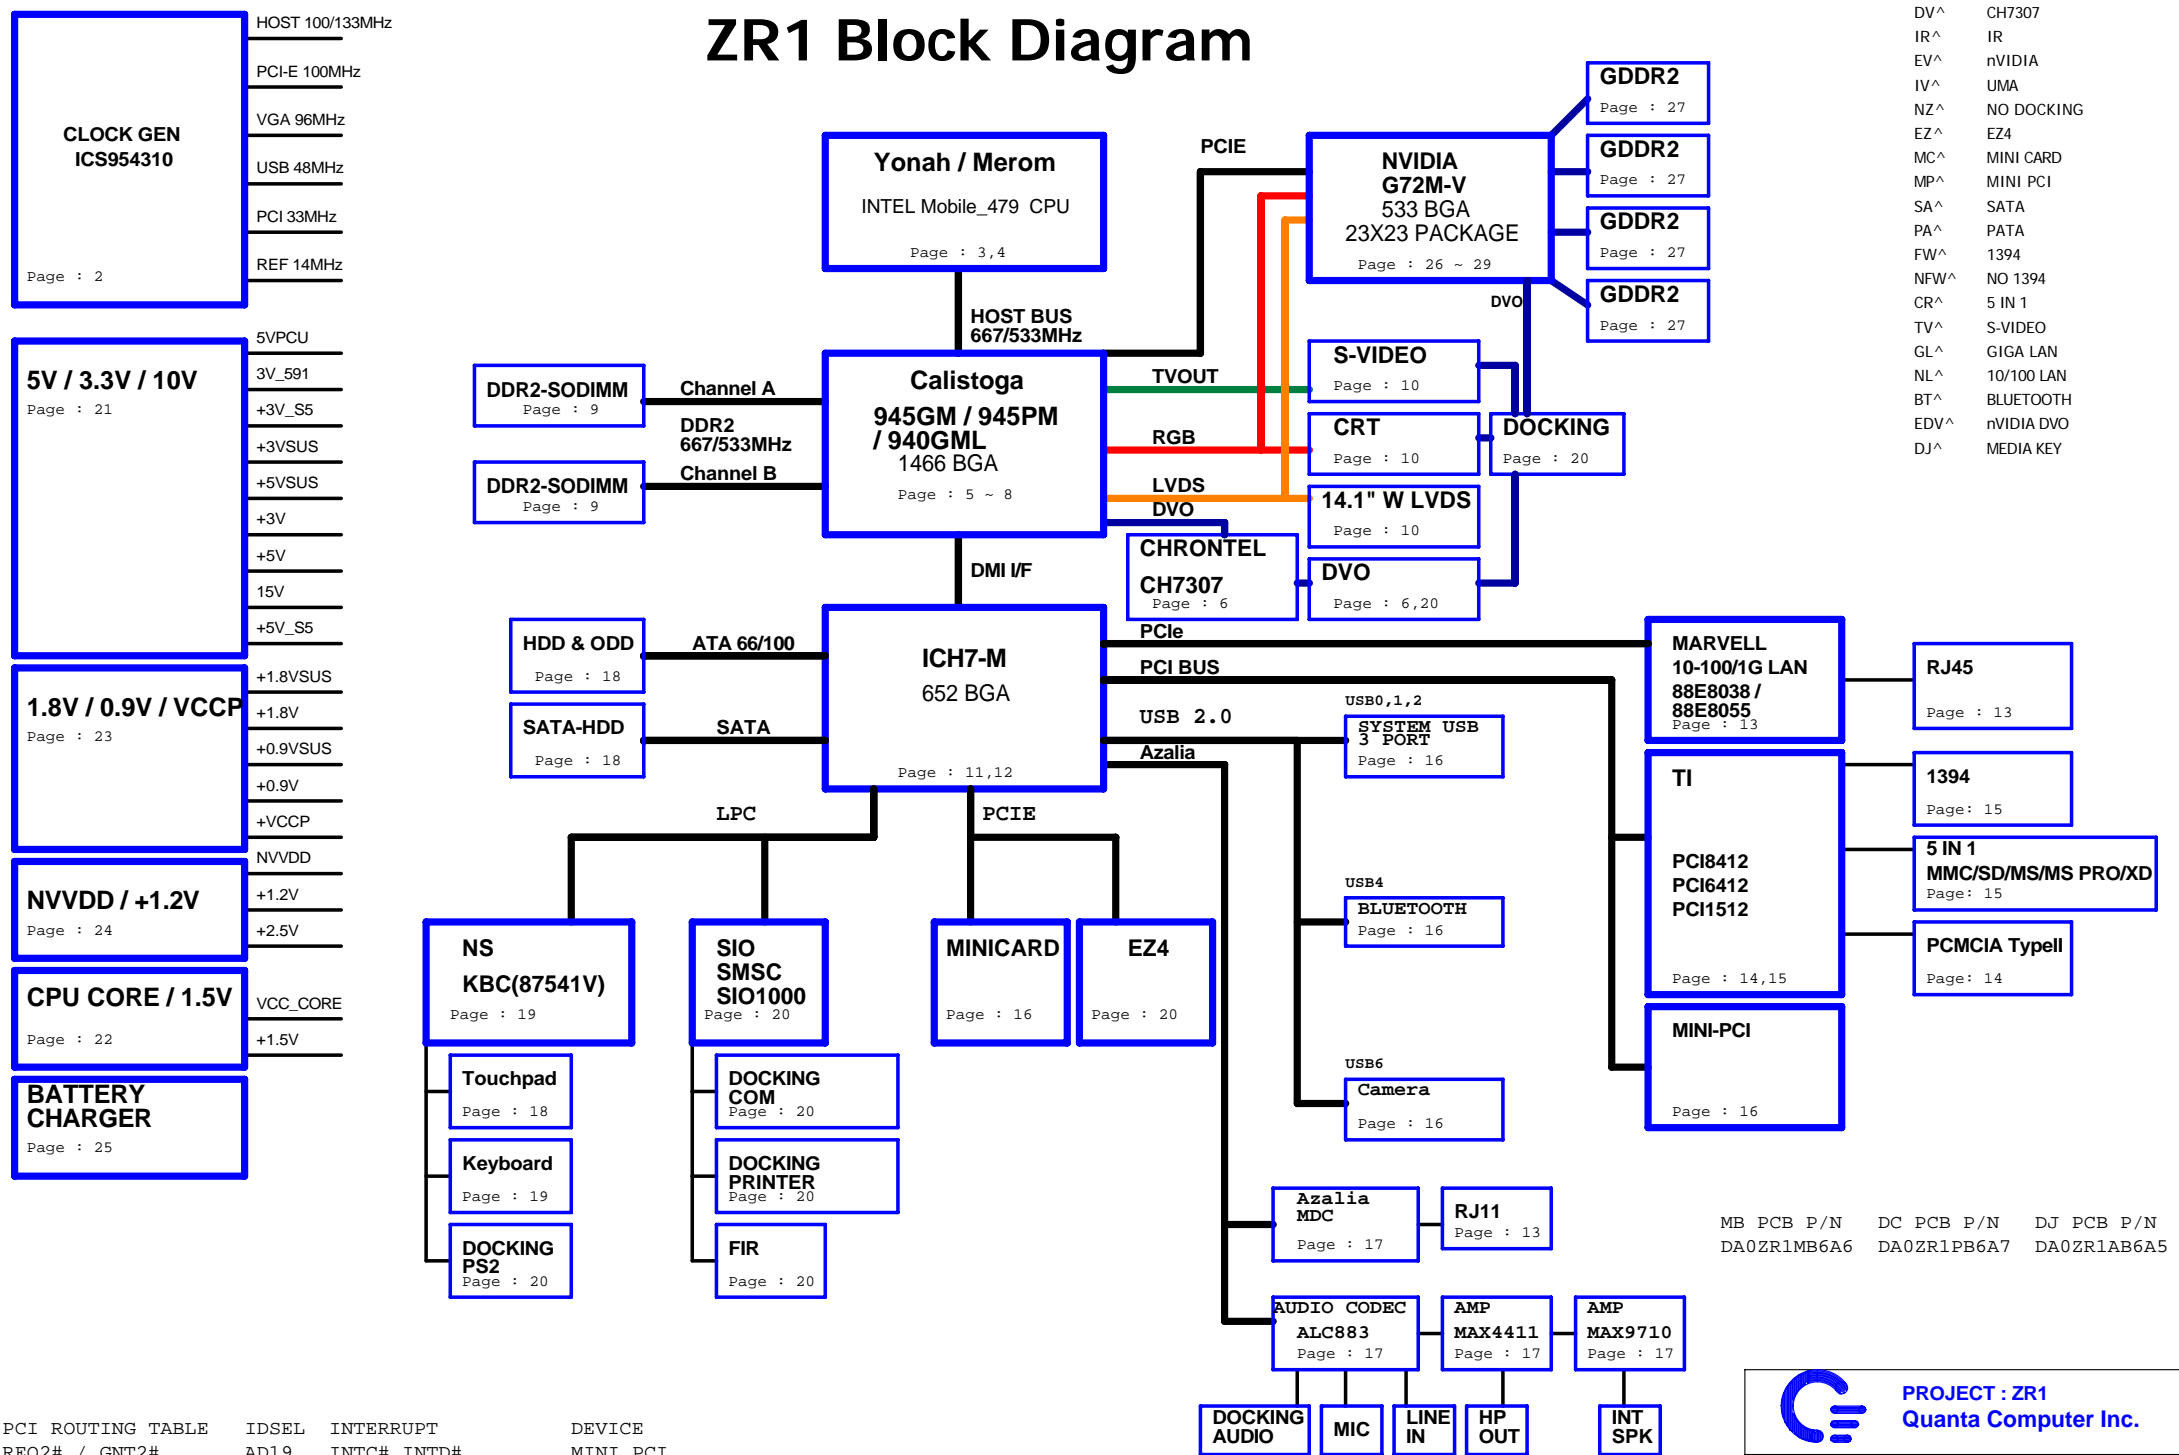 ZR1 Block Diagram
CLOCK GEN
ICS954310
Page : 2
HOST 100/133MHz
PCI-E 100MHz
VGA 96MHz
USB 48MHz
PCI 33MHz
REF 14MHz
5V / 3.3V / 10V
Page : 21
5VPCU
3V_591
+3V_S5
+3VSUS
+5VSUS
+3V
+5V
15V
+5V_S5
1.8V / 0.9V / VCCP
Page : 23
+1.8VSUS
+1.8V
+0.9VSUS
+0.9V
+VCCP
NVVDD / +1.2V
Page : 24
NVVDD
+1.2V
+2.5V
CPU CORE / 1.5V
Page : 22
VCC_CORE
+1.5V
BATTERY
CHARGER
Page : 25
Yonah / Merom
INTEL Mobile_479 CPU
Page : 3,4
HOST BUS
667/533MHz
DDR2-SODIMM
Page : 9
Channel A
DDR2
667/533MHz
DDR2-SODIMM
Page : 9
Channel B
Calistoga
945GM / 945PM
/ 940GML
1466 BGA
Page : 5 ~ 8
PCIE
TVOUT
RGB
LVDS
DVO
NVIDIA
G72M-V
533 BGA
23X23 PACKAGE
Page : 26 ~ 29
DVO
GDDR2
Page : 27
GDDR2
Page : 27
GDDR2
Page : 27
GDDR2
Page : 27
S-VIDEO
Page : 10
CRT
Page : 10
DOCKING
Page : 20
14.1" W LVDS
Page : 10
CHRONTEL
CH7307
Page : 6
DVO
Page : 6,20
DMI I/F
HDD & ODD
Page : 18
ATA 66/100
SATA-HDD
Page : 18
SATA
ICH7-M
652 BGA
Page : 11,12
PCIe
PCI BUS
USB 2.0
Azalia
LPC
PCIE
USB0,1,2
SYSTEM USB
3 PORT
Page : 16
USB4
BLUETOOTH
Page : 16
USB6
Camera
Page : 16
MARVELL
10-100/1G LAN
88E8038 /
88E8055
Page : 13
RJ45
Page : 13
TI
PCI8412
PCI6412
PCI1512
Page : 14,15
1394
Page: 15
5 IN 1
MMC/SD/MS/MS PRO/XD
Page: 15
PCMCIA TypeII
Page: 14
MINI-PCI
Page : 16
NS
KBC(87541V)
Page : 19
SIO
SMSC
SIO1000
Page : 20
MINICARD
Page : 16
EZ4
Page : 20
Touchpad
Page : 18
Keyboard
Page : 19
DOCKING
PS2
Page : 20
DOCKING
COM
Page : 20
DOCKING
PRINTER
Page : 20
FIR
Page : 20
Azalia
MDC
Page : 17
RJ11
Page : 13
AUDIO CODEC
ALC883
Page : 17
AMP
MAX4411
Page : 17
AMP
MAX9710
Page : 17
DOCKING
AUDIO
MIC
LINE
IN
HP
OUT
INT
SPK
DV^ CH7307
IR^ IR
EV^ nVIDIA
IV^ UMA
NZ^ NO DOCKING
EZ^ EZ4
MC^ MINI CARD
MP^ MINI PCI
SA^ SATA
PA^ PATA
FW^ 1394
NFW^ NO 1394
CR^ 5 IN 1
TV^ S-VIDEO
GL^ GIGA LAN
NL^ 10/100 LAN
BT^ BLUETOOTH
EDV^ nVIDIA DVO
DJ^ MEDIA KEY
MB PCB P/N DC PCB P/N DJ PCB P/N
DA0ZR1MB6A6 DA0ZR1PB6A7 DA0ZR1AB6A5
PCI ROUTING TABLE IDSEL INTERRUPT DEVICE
REQ2# / GNT2# AD19 INTC# INTD# MINI PCI
PROJECT : ZR1
Quanta Computer Inc.